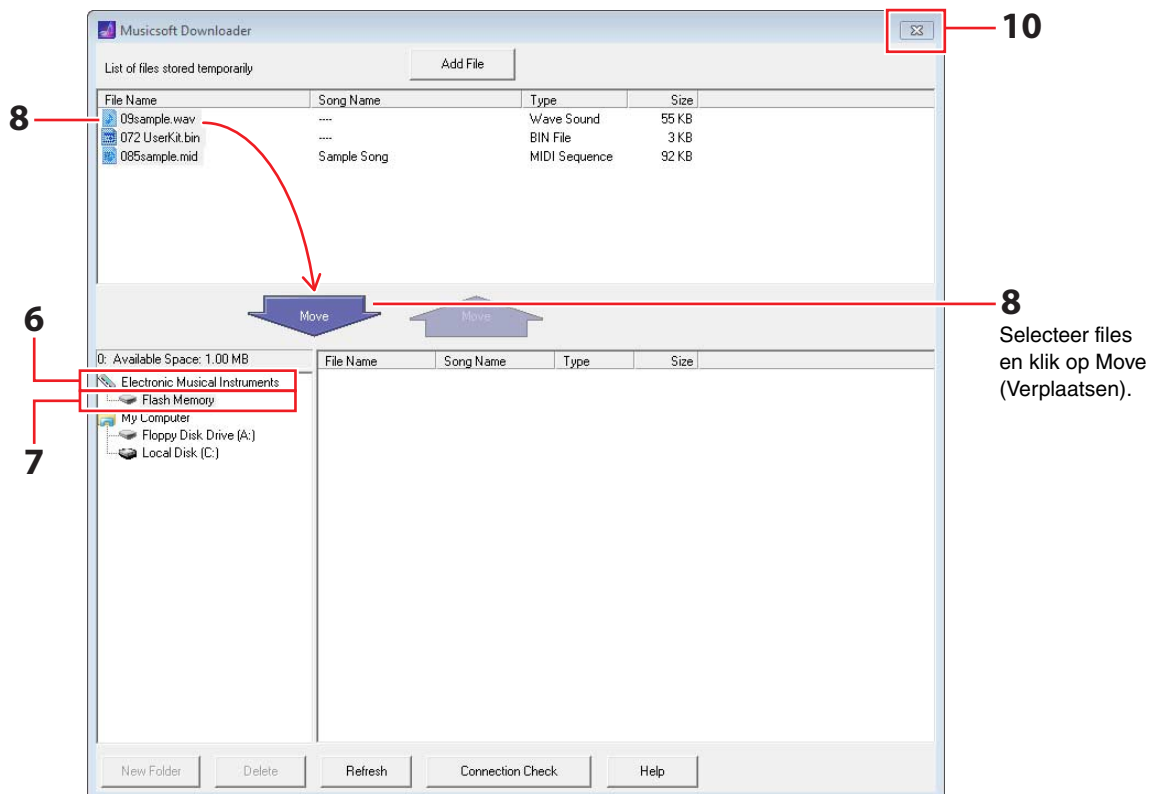 Musicsoft Downloader
10
List of files stored temporarily
Add File
File Name Song Name Type Size
8
09sample.wav ---- Wave Sound 55 KB
072 UserKit.bin ---- BIN File 3 KB
085sample.mid Sample Song MIDI Sequence 92 KB
Move
Move
8
Selecteer files
en klik op Move
(Verplaatsen).
6
0: Available Space: 1.00 MB
File Name Song Name Type Size
Electronic Musical Instruments
Flash Memory
7
My Computer
Floppy Disk Drive (A:)
Local Disk (C:)
New Folder Delete Refresh Connection Check Help